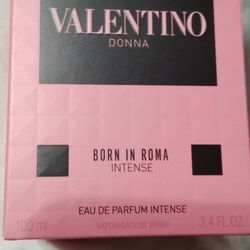 VALENTINO
DONNA
BORN IN ROMA
INTENSE
EAU DE PARFUM INTENSE
100 ml VAPORISATEUR SPRAY 3.4 FL.OZ